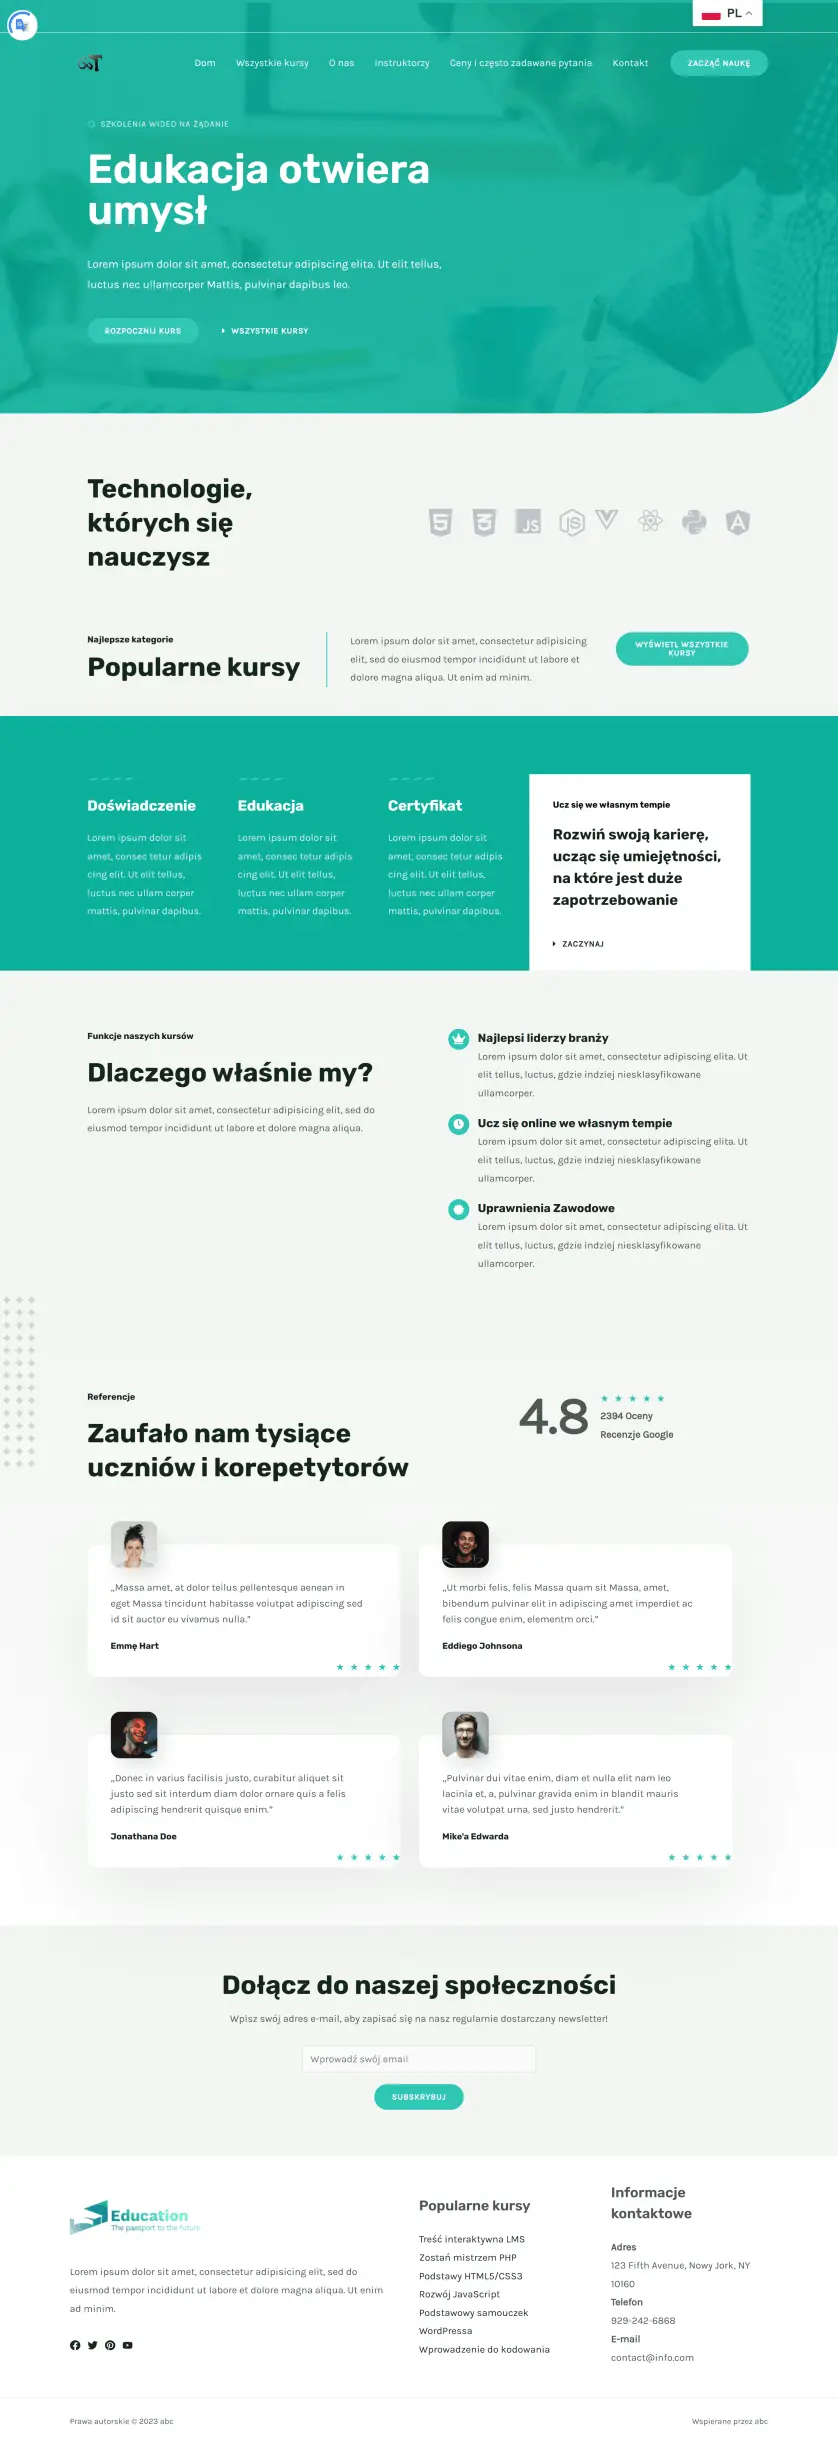 PL
Dom Wszystkie kursy O nas Instruktorzy Ceny i często zadawane pytania Kontakt ZACZĄĆ NAUKĘ
SZKOLENIA WIDEO NA ŻĄDANIE
Edukacja otwiera
umysł
Lorem ipsum dolor sit amet, consectetur adipiscing elita. Ut elit tellus,
luctus nec ullamcorper Mattis, pulvinar dapibus leo.
ROZPOCZNIJ KURS WSZYSTKIE KURSY
Technologie,
których się
nauczysz
5 3 JS JS A
Najlepsze kategorie
Popularne kursy
Lorem ipsum dolor sit amet, consectetur adipisicing
elit, sed do eiusmod tempor incididunt ut labore et
dolore magna aliqua. Ut enim ad minim.
WYŚWIETL WSZYSTKIE
KURSY
Doświadczenie
Lorem ipsum dolor sit
amet, consec tetur adipis
cing elit. Ut elit tellus,
luctus nec ullam corper
mattis, pulvinar dapibus.
Edukacja
Lorem ipsum dolor sit
amet, consec tetur adipis
cing elit. Ut elit tellus,
luctus nec ullam corper
mattis, pulvinar dapibus.
Certyfikat
Lorem ipsum dolor sit
amet, consec tetur adipis
cing elit. Ut elit tellus,
luctus nec ullam corper
mattis, pulvinar dapibus.
Ucz się we własnym tempie
Rozwiń swoją karierę,
ucząc się umiejętności,
na które jest duże
zapotrzebowanie
ZACZYNAJ
Funkcje naszych kursów
Dlaczego właśnie my?
Lorem ipsum dolor sit amet, consectetur adipisicing elit, sed do
eiusmod tempor incididunt ut labore et dolore magna aliqua.
Najlepsi liderzy branży
Lorem ipsum dolor sit amet, consectetur adipiscing elita. Ut
elit tellus, luctus, gdzie indziej niesklasyfikowane
ullamcorper.
Ucz się online we własnym tempie
Lorem ipsum dolor sit amet, consectetur adipiscing elita. Ut
elit tellus, luctus, gdzie indziej niesklasyfikowane
ullamcorper.
Uprawnienia Zawodowe
Lorem ipsum dolor sit amet, consectetur adipiscing elita. Ut
elit tellus, luctus, gdzie indziej niesklasyfikowane
ullamcorper.
Referencje
Zaufało nam tysiące
uczniów i korepetytorów
4.8
2394 Oceny
Recenzje Google
„Massa amet, at dolor tellus pellentesque aenean in
eget Massa tincidunt habitasse volutpat adipiscing sed
id sit auctor eu vivamus nulla.”
Emmę Hart
„Ut morbi felis, felis Massa quam sit Massa, amet,
bibendum pulvinar elit in adipiscing amet imperdiet ac
felis congue enim, elementm orci.”
Eddiego Johnsona
„Donec in varius facilisis justo, curabitur aliquet sit
justo sed sit interdum diam dolor ornare quis a felis
adipiscing hendrerit quisque enim.”
Jonathana Doe
„Pulvinar dui vitae enim, diam et nulla elit nam leo
lacinia et, a, pulvinar gravida enim in blandit mauris
vitae volutpat urna, sed justo hendrerit.”
Mike'a Edwarda
Dołącz do naszej społeczności
Wpisz swój adres e-mail, aby zapisać się na nasz regularnie dostarczany newsletter!
Wprowadź swój email
SUBSKRYBUJ
Education
The passport to the future
Lorem ipsum dolor sit amet, consectetur adipisicing elit, sed do
eiusmod tempor incididunt ut labore et dolore magna aliqua. Ut enim
ad minim.
Popularne kursy
Treść interaktywna LMS
Zostań mistrzem PHP
Podstawy HTML5/CSS3
Rozwój JavaScript
Podstawowy samouczek
WordPressa
Wprowadzenie do kodowania
Informacje
kontaktowe
Adres
123 Fifth Avenue, Nowy Jork, NY
10160
Telefon
929-242-6868
E-mail
contact@info.com
Prawa autorskie © 2023 abc
Wspierane przez abc